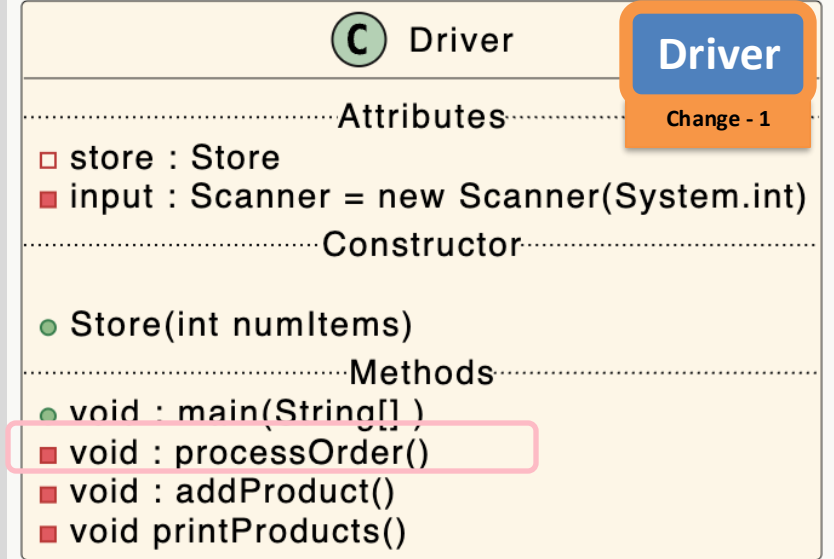 C Driver
Driver
Change - 1
Attributes
store : Store
input : Scanner = new Scanner(System.int)
Constructor
Store(int numItems)
Methods
void : main(String[] )
void : processOrder()
void : addProduct()
void printProducts()